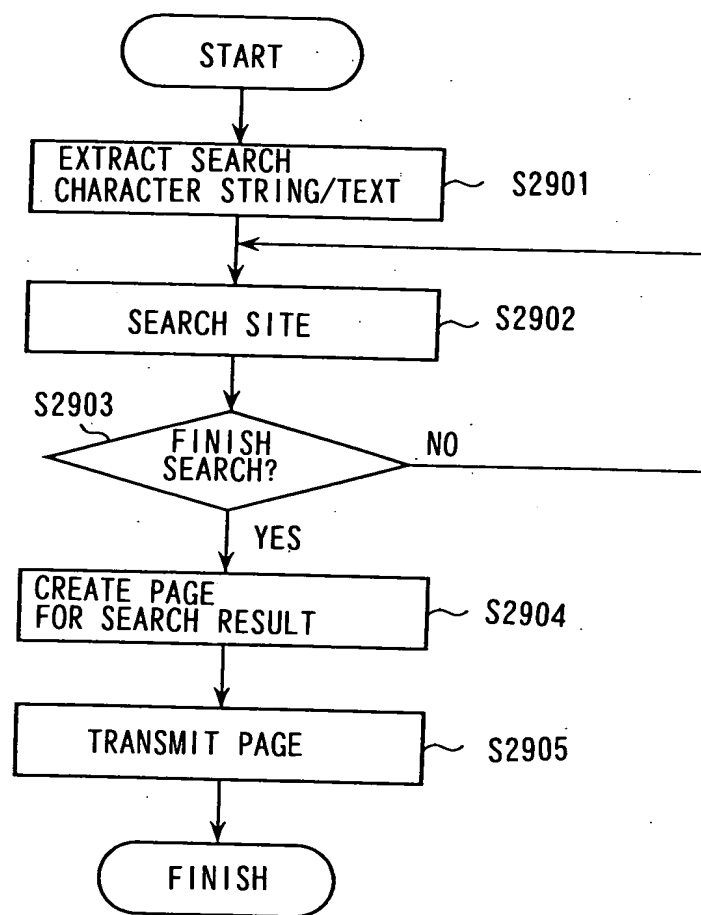 START
EXTRACT SEARCH
CHARACTER STRING/TEXT
S2901
SEARCH SITE
S2902
S2903
FINISH
SEARCH?
NO
YES
CREATE PAGE
FOR SEARCH RESULT
S2904
TRANSMIT PAGE
S2905
FINISH